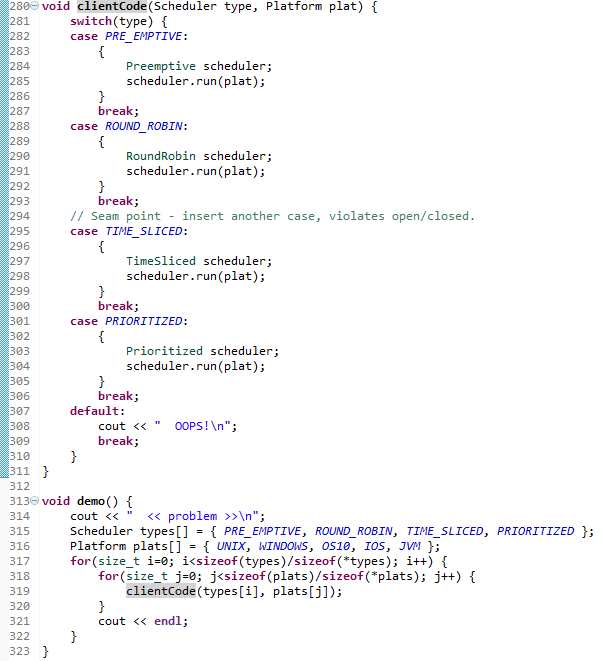 280 void clientCode(Scheduler type, Platform plat) {
281     switch(type) {
282     case PRE_EMPTIVE:
283         {
284             Preemptive scheduler;
285             scheduler.run(plat);
286         }
287         break;
288     case ROUND_ROBIN:
289         {
290             RoundRobin scheduler;
291             scheduler.run(plat);
292         }
293         break;
294     // Seam point - insert another case, violates open/closed.
295     case TIME_SLICED:
296         {
297             TimeSliced scheduler;
298             scheduler.run(plat);
299         }
300         break;
301     case PRIORITIZED:
302         {
303             Prioritized scheduler;
304             scheduler.run(plat);
305         }
306         break;
307     default:
308         cout << "  OOPS!\n";
309         break;
310     }
311 }
312
313 void demo() {
314     cout << "  << problem >>\n";
315     Scheduler types[] = { PRE_EMPTIVE, ROUND_ROBIN, TIME_SLICED, PRIORITIZED };
316     Platform plats[] = { UNIX, WINDOWS, OS10, IOS, JVM };
317     for(size_t i=0; i<sizeof(types)/sizeof(*types); i++) {
318         for(size_t j=0; j<sizeof(plats)/sizeof(*plats); j++) {
319             clientCode(types[i], plats[j]);
320         }
321         cout << endl;
322     }
323 }